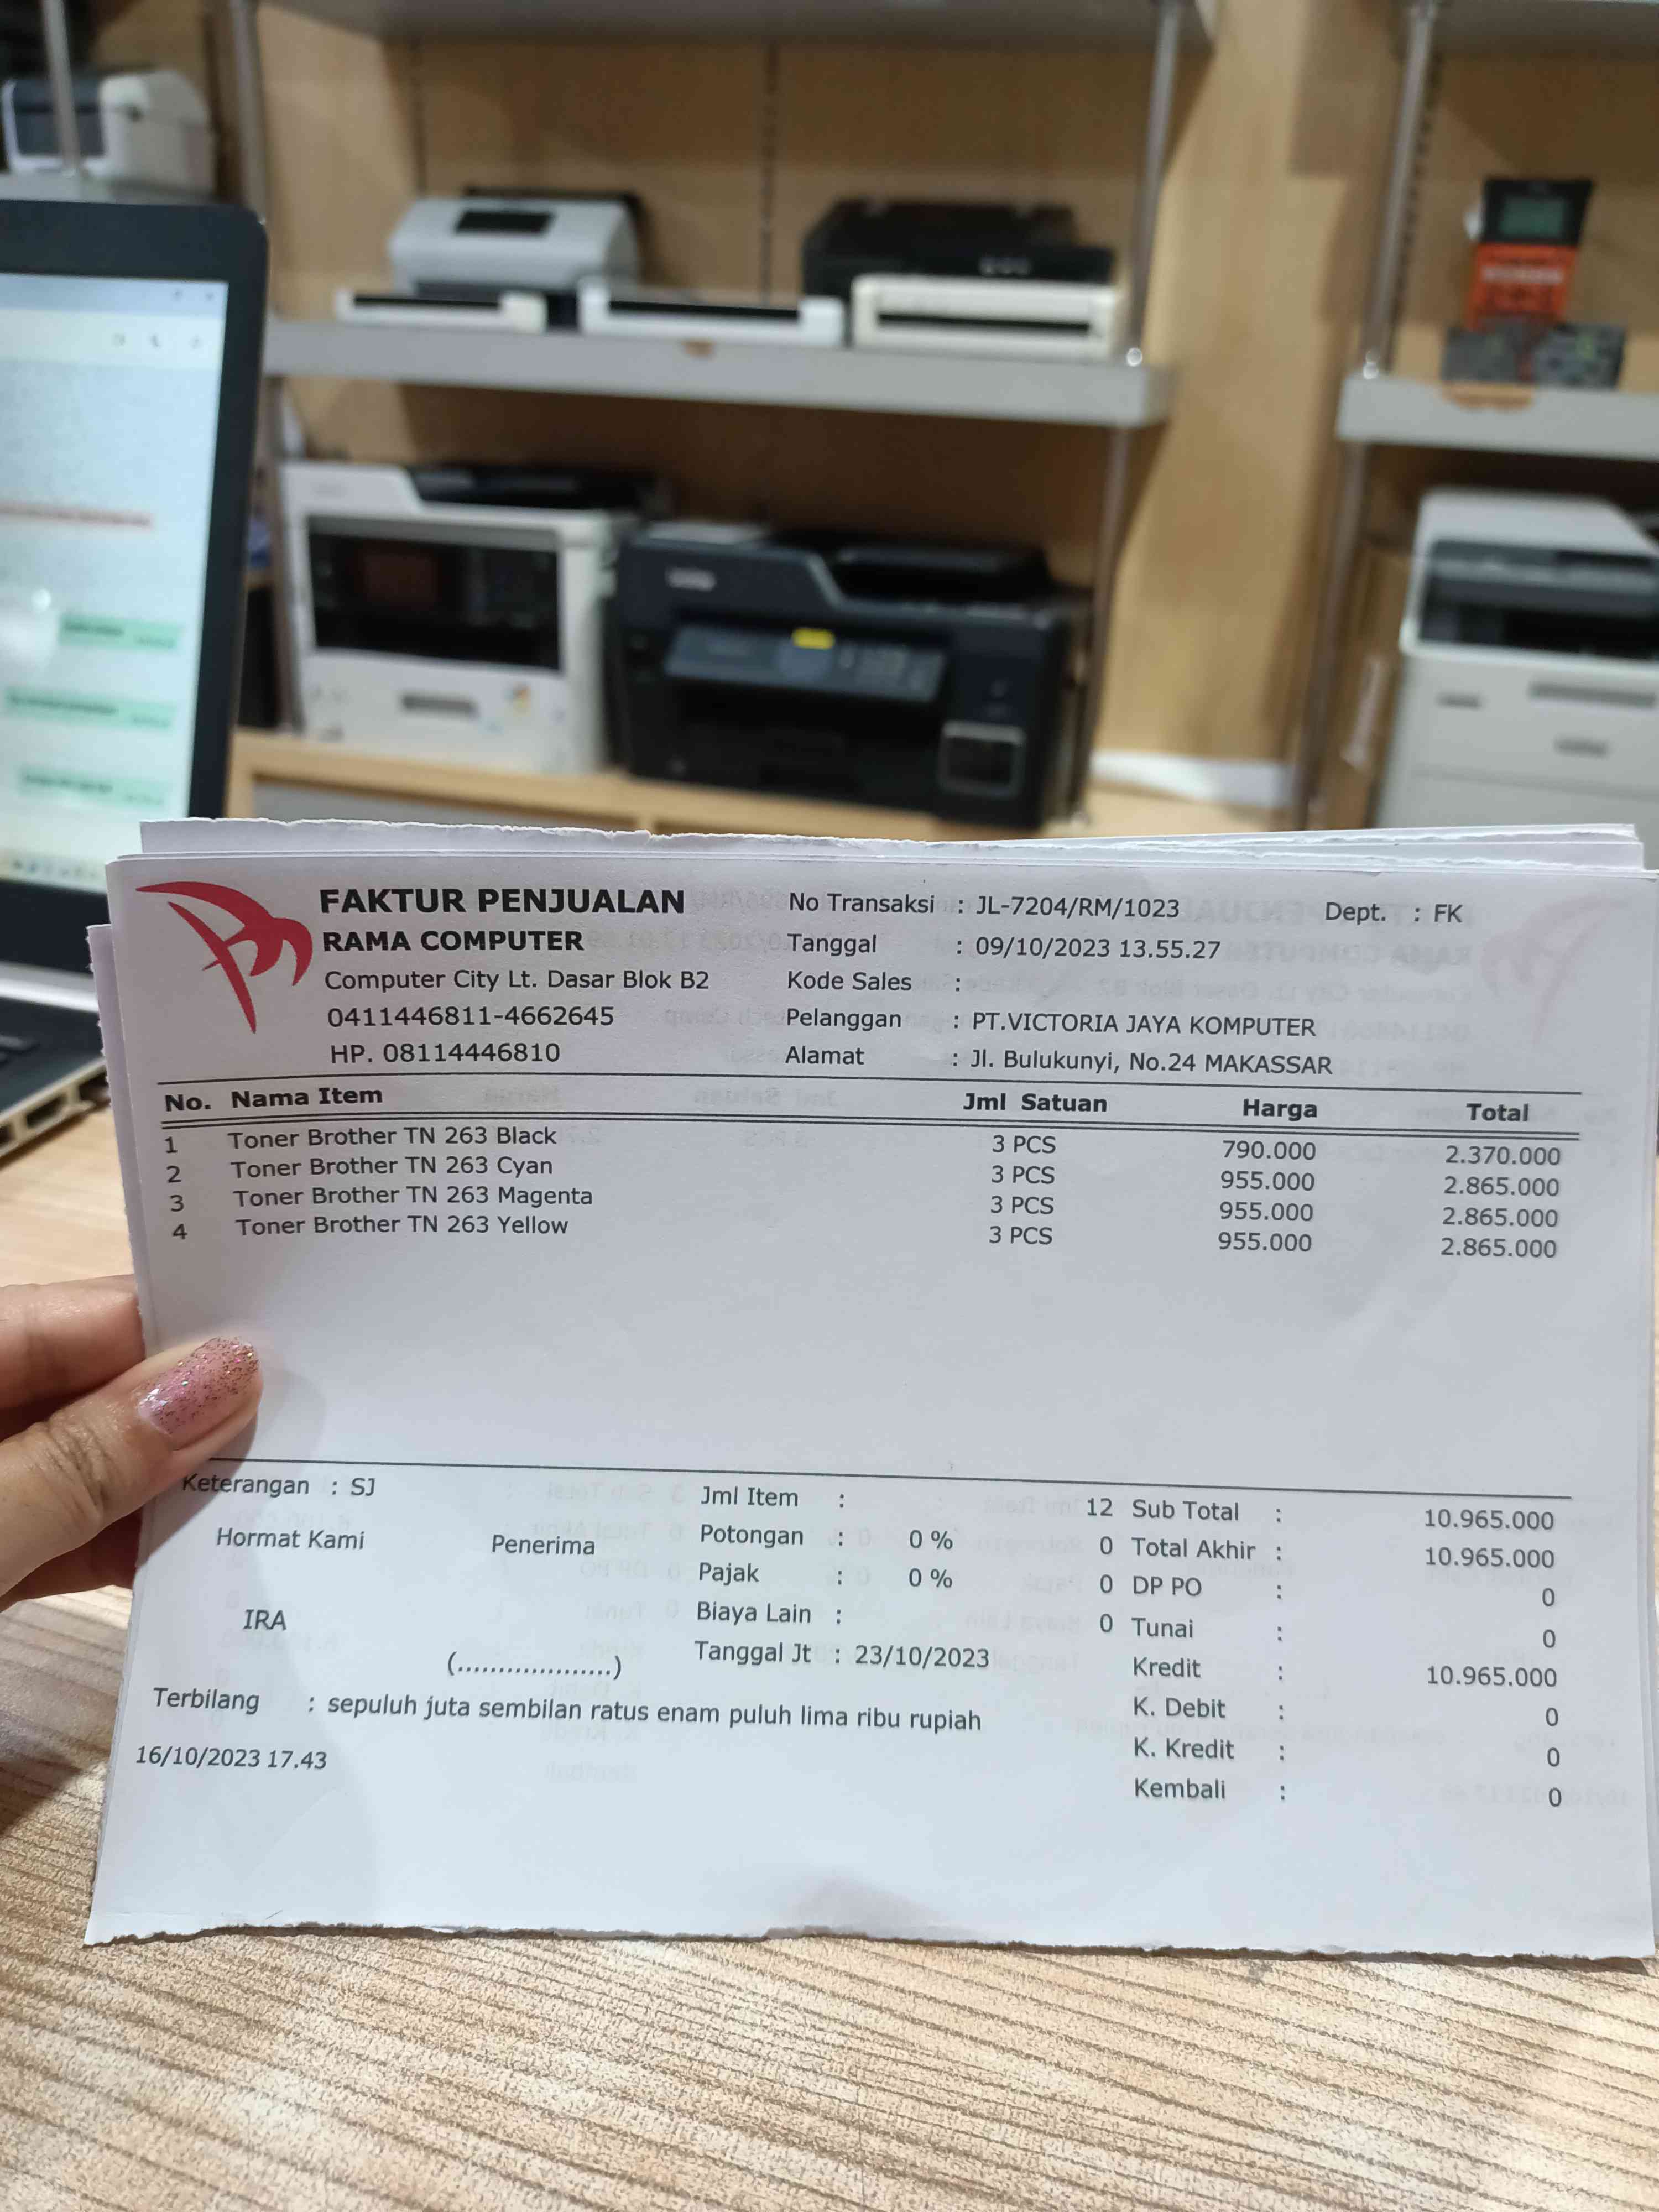 FAKTUR PENJUALAN
RAMA COMPUTER
Computer City Lt. Dasar Blok B2
0411446811-4662645
HP. 08114446810
No Transaksi : JL-7204/RM/1023 Dept. : FK
Tanggal : 09/10/2023 13.55.27
Kode Sales :
Pelanggan : PT.VICTORIA JAYA KOMPUTER
Alamat : Jl. Bulukunyi, No.24 MAKASSAR
No. Nama Item Jml Satuan Harga Total
1 Toner Brother TN 263 Black 3 PCS 790.000 2.370.000
2 Toner Brother TN 263 Cyan 3 PCS 955.000 2.865.000
3 Toner Brother TN 263 Magenta 3 PCS 955.000 2.865.000
4 Toner Brother TN 263 Yellow 3 PCS 955.000 2.865.000
Keterangan : SJ
Hormat Kami Penerima
IRA
(...................)
Jml Item : 12
Potongan : 0 % 0
Pajak : 0 % 0
Biaya Lain : 0
Tanggal Jt : 23/10/2023
Sub Total : 10.965.000
Total Akhir : 10.965.000
DP PO : 0
Tunai : 0
Kredit : 10.965.000
K. Debit : 0
K. Kredit : 0
Kembali : 0
Terbilang : sepuluh juta sembilan ratus enam puluh lima ribu rupiah
16/10/2023 17.43